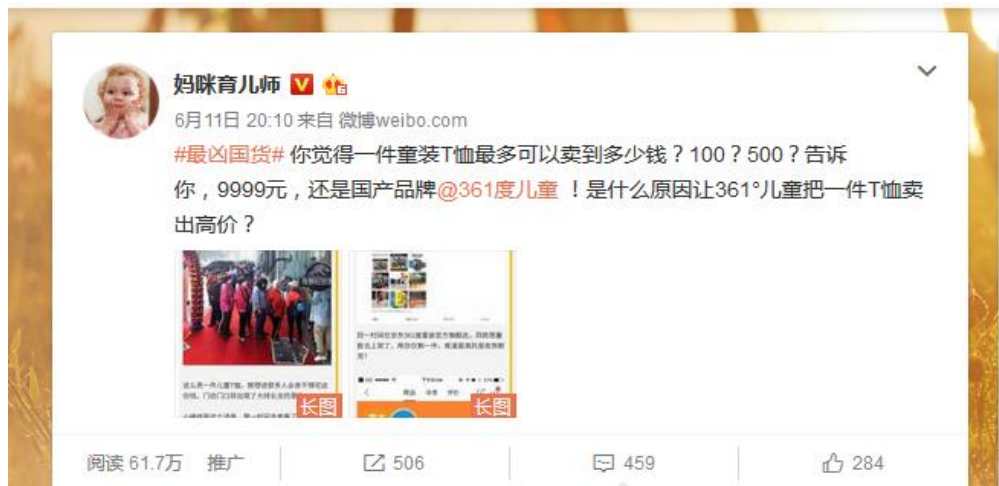 妈咪育儿师
6月11日 20:10 来自 微博weibo.com
#最凶国货# 你觉得一件童装T恤最多可以卖到多少钱？100？500？告诉
你，9999元，还是国产品牌@361度儿童 ！是什么原因让361°儿童把一件T恤卖
出高价？
长图
长图
阅读 61.7万 推广 506 459 284